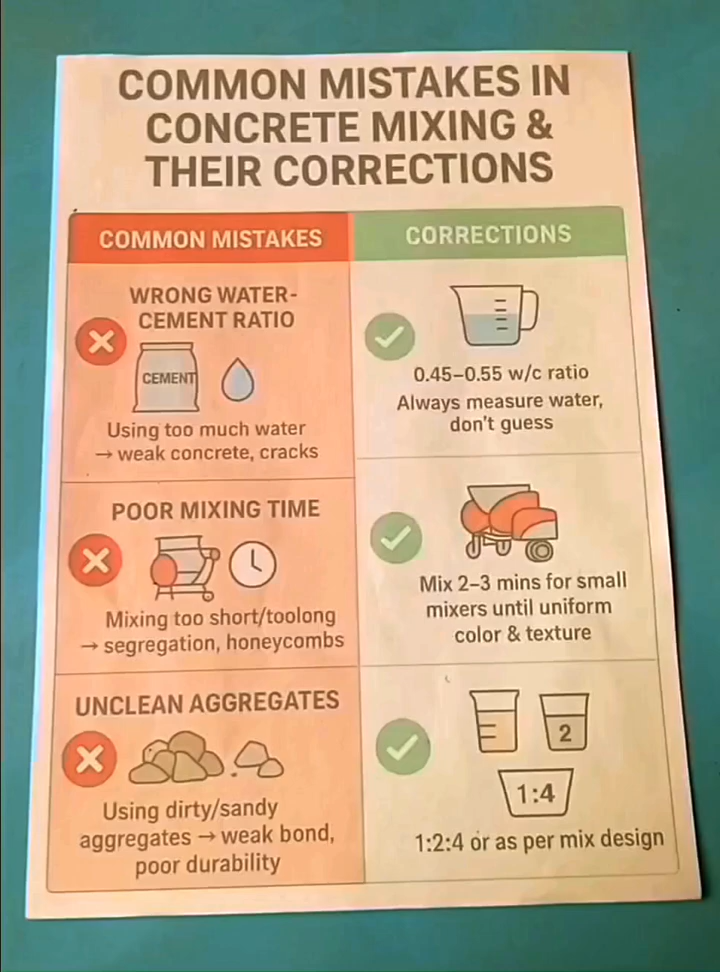 COMMON MISTAKES IN
CONCRETE MIXING &
THEIR CORRECTIONS
COMMON MISTAKES
CORRECTIONS
WRONG WATER-
CEMENT RATIO
CEMENT
Using too much water
→ weak concrete, cracks
0.45–0.55 w/c ratio
Always measure water,
don't guess
POOR MIXING TIME
Mixing too short/toolong
→ segregation, honeycombs
Mix 2–3 mins for small
mixers until uniform
color & texture
UNCLEAN AGGREGATES
Using dirty/sandy
aggregates → weak bond,
poor durability
2
1:4
1:2:4 or as per mix design